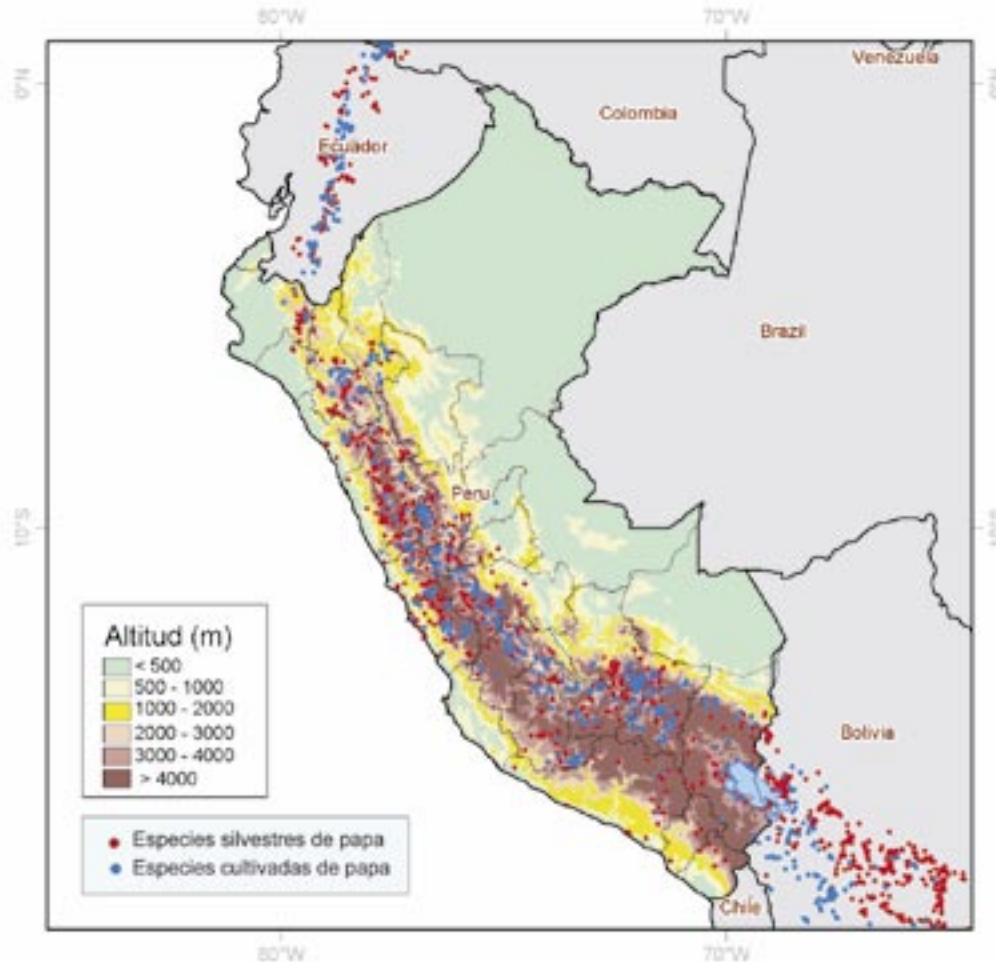 80°W 70°W
Venezuela
0°N
Colombia
Ecuador
Brazil
Peru
10°S
Altitud (m)
< 500
500 - 1000
1000 - 2000
2000 - 3000
3000 - 4000
> 4000
Bolivia
Especies silvestres de papa
Especies cultivadas de papa
Chile
80°W 70°W